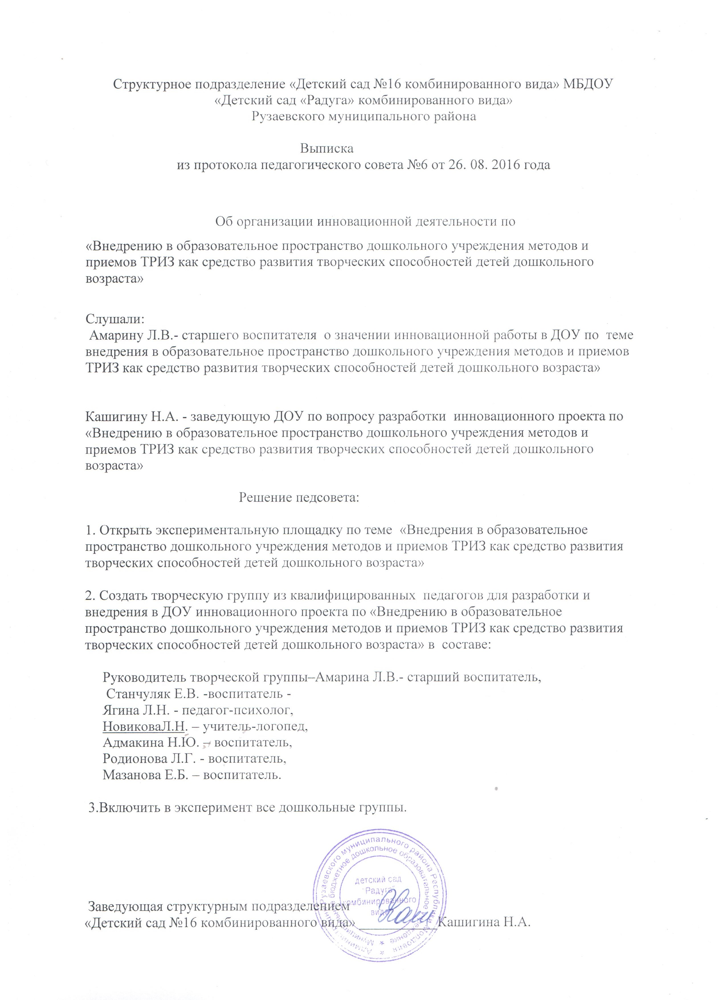 Структурное подразделение «Детский сад №16 комбинированного вида» МБДОУ
«Детский сад «Радуга» комбинированного вида»
Рузаевского муниципального района
Выписка
из протокола педагогического совета №6 от 26. 08. 2016 года
Об организации инновационной деятельности по
«Внедрению в образовательное пространство дошкольного учреждения методов и
приемов ТРИЗ как средство развития творческих способностей детей дошкольного
возраста»
Слушали:
Амарину Л.В.- старшего воспитателя  о значении инновационной работы в ДОУ по  теме
внедрения в образовательное пространство дошкольного учреждения методов и приемов
ТРИЗ как средство развития творческих способностей детей дошкольного возраста»
Кашигину Н.А. - заведующую ДОУ по вопросу разработки  инновационного проекта по
«Внедрению в образовательное пространство дошкольного учреждения методов и
приемов ТРИЗ как средство развития творческих способностей детей дошкольного
возраста»
Решение педсовета:
1. Открыть экспериментальную площадку по теме  «Внедрения в образовательное
пространство дошкольного учреждения методов и приемов ТРИЗ как средство развития
творческих способностей детей дошкольного возраста»
2. Создать творческую группу из квалифицированных  педагогов для разработки и
внедрения в ДОУ инновационного проекта по «Внедрению в образовательное
пространство дошкольного учреждения методов и приемов ТРИЗ как средство развития
творческих способностей детей дошкольного возраста» в  составе:
Руководитель творческой группы–Амарина Л.В.- старший воспитатель,
Станчуляк Е.В. -воспитатель -
Ягина Л.Н. - педагог-психолог,
НовиковаЛ.Н. – учитель-логопед,
Адмакина Н.Ю. – воспитатель,
Родионова Л.Г. - воспитатель,
Мазанова Е.Б. – воспитатель.
3.Включить в эксперимент все дошкольные группы.
Администрация Рузаевского муниципального района Республики Мордовия
Муниципальное бюджетное дошкольное образовательное учреждение
детский сад
"Радуга"
комбинированного
вида
Заведующая структурным подразделением
«Детский сад №16 комбинированного вида» ____________Кашигина Н.А.